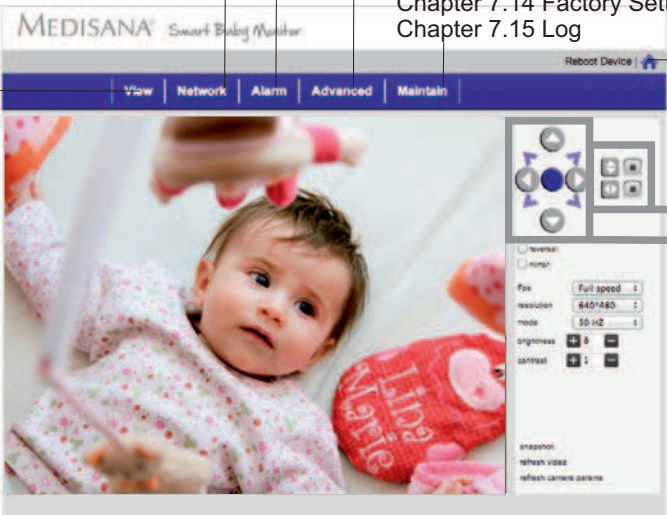 Chapter 7.14 Factory Sett
Chapter 7.15 Log
MEDISANA® Smart Baby Monitor
Reboot Device |
View | Network | Alarm | Advanced | Maintain
reversal
mirror
fps Full speed
resolution 640*480
mode 50 HZ
brightness 8
contrast 1
Lina
Marie
snapshot
refresh video
refresh camera params